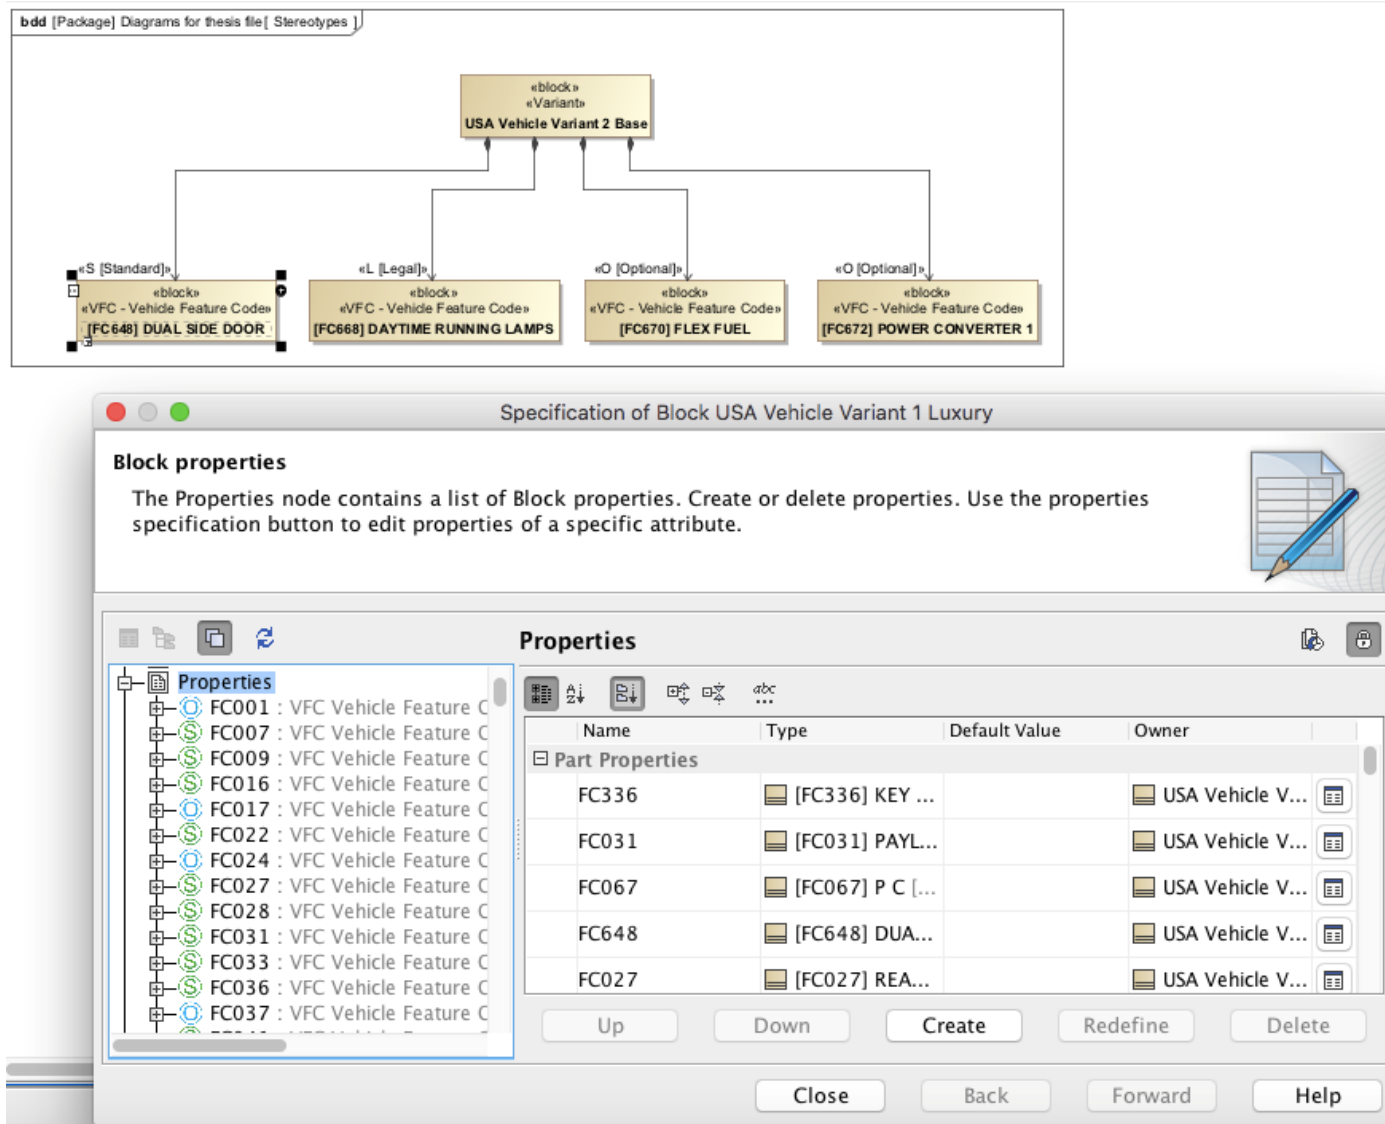 bdd [Package] Diagrams for thesis file[ Stereotypes ]
«block»
«Variant»
USA Vehicle Variant 2 Base
«S [Standard]»
«L [Legal]»
«O [Optional]»
«O [Optional]»
«block»
«VFC - Vehicle Feature Code»
[FC648] DUAL SIDE DOOR
«block»
«VFC - Vehicle Feature Code»
[FC668] DAYTIME RUNNING LAMPS
«block»
«VFC - Vehicle Feature Code»
[FC670] FLEX FUEL
«block»
«VFC - Vehicle Feature Code»
[FC672] POWER CONVERTER 1
Specification of Block USA Vehicle Variant 1 Luxury
Block properties
The Properties node contains a list of Block properties. Create or delete properties. Use the properties
specification button to edit properties of a specific attribute.
Properties
O FC001 : VFC Vehicle Feature C
S FC007 : VFC Vehicle Feature C
S FC009 : VFC Vehicle Feature C
S FC016 : VFC Vehicle Feature C
O FC017 : VFC Vehicle Feature C
S FC022 : VFC Vehicle Feature C
O FC024 : VFC Vehicle Feature C
S FC027 : VFC Vehicle Feature C
S FC028 : VFC Vehicle Feature C
S FC031 : VFC Vehicle Feature C
S FC033 : VFC Vehicle Feature C
S FC036 : VFC Vehicle Feature C
O FC037 : VFC Vehicle Feature C
Properties
AZ
abc
...
Name Type Default Value Owner
Part Properties
FC336 [FC336] KEY ... USA Vehicle V...
FC031 [FC031] PAYL... USA Vehicle V...
FC067 [FC067] P C [... USA Vehicle V...
FC648 [FC648] DUA... USA Vehicle V...
FC027 [FC027] REA... USA Vehicle V...
Up Down Create Redefine Delete
Close Back Forward Help